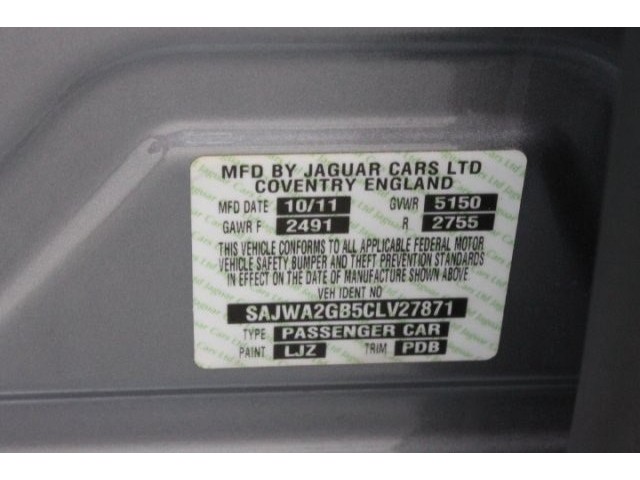 MFD BY JAGUAR CARS LTD
COVENTRY ENGLAND
MFD DATE 10/11 GVWR 5150
GAWR F 2491 R 2755
THIS VEHICLE CONFORMS TO ALL APPLICABLE FEDERAL MOTOR
VEHICLE SAFETY BUMPER AND THEFT PREVENTION STANDARDS
IN EFFECT ON THE DATE OF MANUFACTURE SHOWN ABOVE
VEH IDENT NO
SAJWA2GB5CLV27871
TYPE PASSENGER CAR
PAINT LJZ TRIM PDB